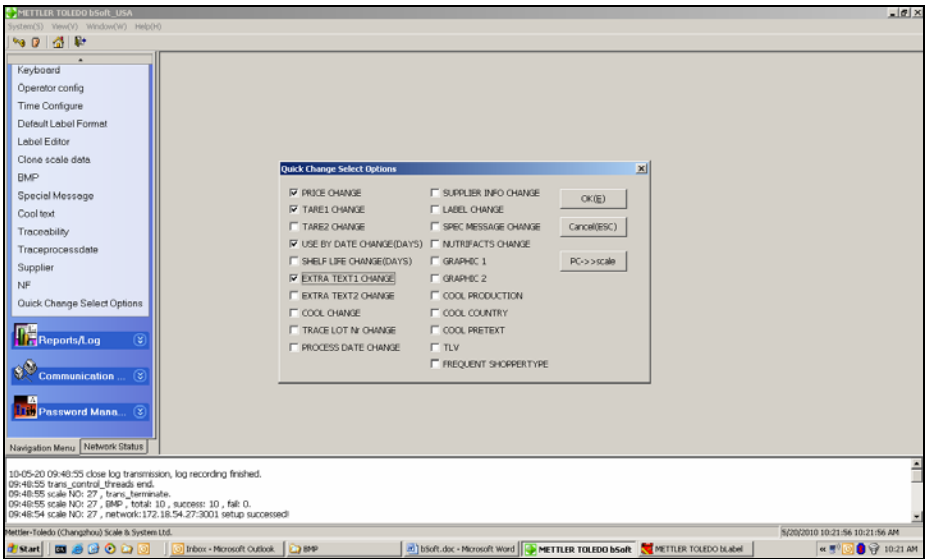 METTLER TOLEDO bSoft_USA
System(S) View(V) Window(W) Help(H)
Keyboard
Operator config
Time Configure
Default Label Format
Label Editor
Clone scale data
BMP
Special Message
Cool text
Traceability
Traceprocessdate
Supplier
NF
Quick Change Select Options
Reports/Log
Communication ...
Password Mana...
Navigation Menu Network Status
Quick Change Select Options
PRICE CHANGE
TARE1 CHANGE
TARE2 CHANGE
USE BY DATE CHANGE(DAYS)
SHELF LIFE CHANGE(DAYS)
EXTRA TEXT1 CHANGE
EXTRA TEXT2 CHANGE
COOL CHANGE
TRACE LOT Nr CHANGE
PROCESS DATE CHANGE
SUPPLIER INFO CHANGE
LABEL CHANGE
SPEC MESSAGE CHANGE
NUTRIFACTS CHANGE
GRAPHIC 1
GRAPHIC 2
COOL PRODUCTION
COOL COUNTRY
COOL PRETEXT
TLV
FREQUENT SHOPPERTYPE
OK(E)
Cancel(ESC)
PC->>scale
10-05-20 09:48:55 close log transmission, log recording finished.
09:48:55 trans_control_threads end.
09:48:55 scale NO: 27 , trans_terminate.
09:48:55 scale NO: 27 , BMP , total: 10 , success: 10 , fail: 0.
09:48:54 scale NO: 27 , network:172.18.54.27:3001 setup successed!
Mettler-Toledo (Changzhou) Scale & System Ltd.
5/20/2010 10:21:56 10:21:56 AM
Start
Inbox - Microsoft Outlook
BMP
bSoft.doc - Microsoft Word
METTLER TOLEDO bSoft
METTLER TOLEDO bLabel
10:21 AM